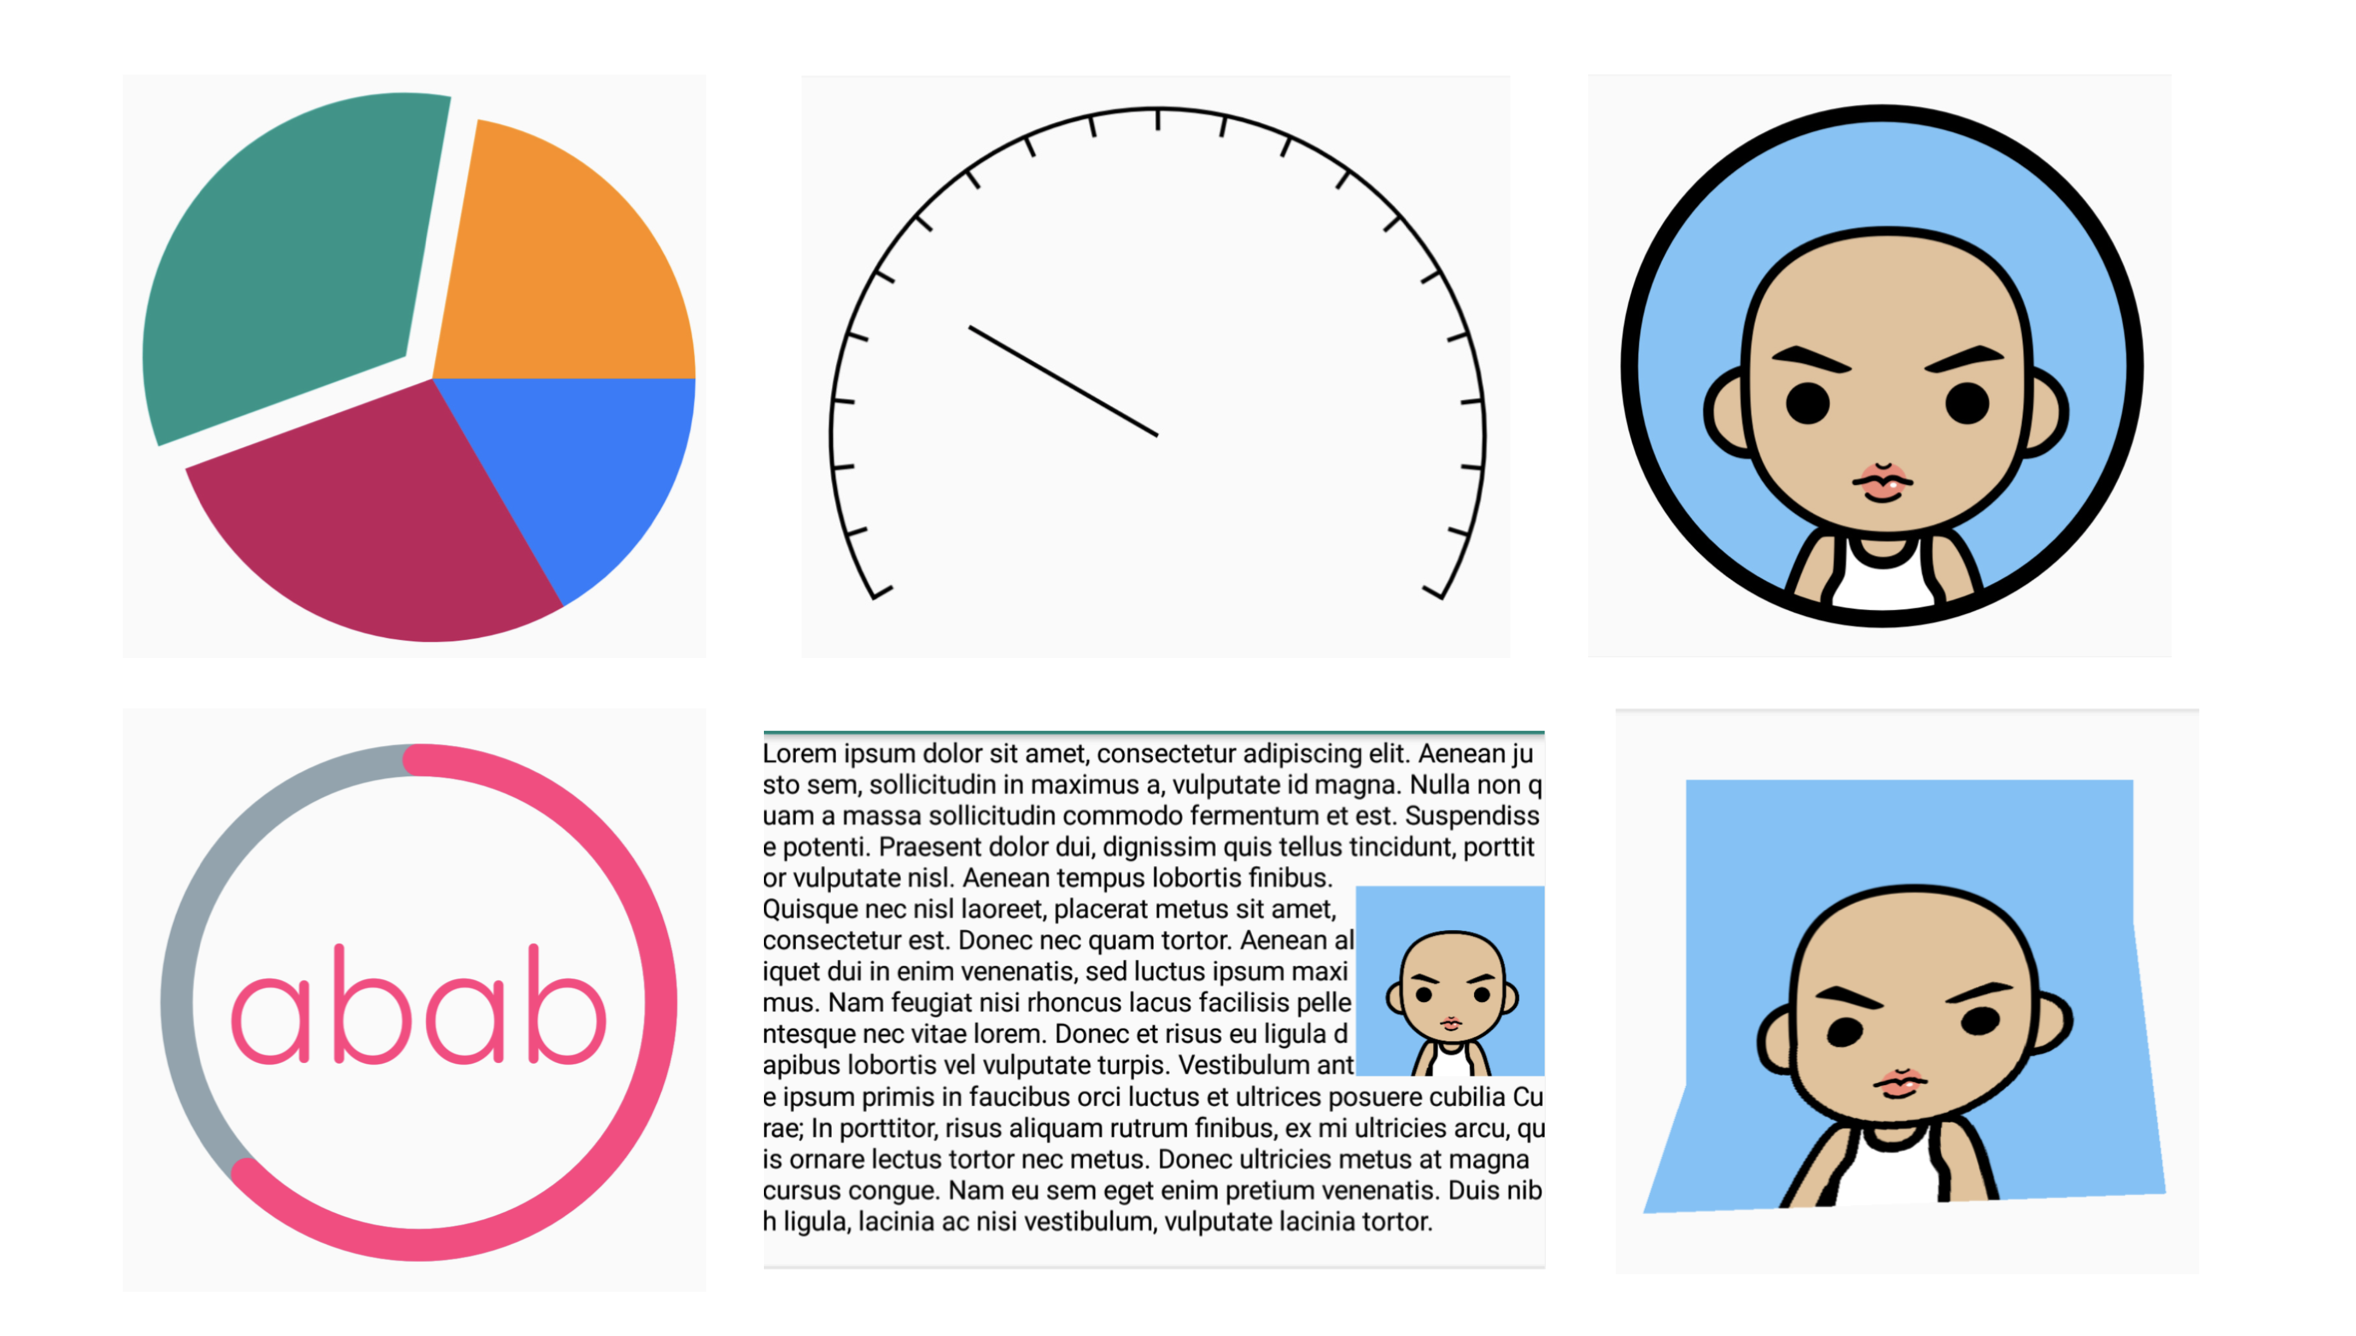 abab
Lorem ipsum dolor sit amet, consectetur adipiscing elit. Aenean ju
sto sem, sollicitudin in maximus a, vulputate id magna. Nulla non q
uam a massa sollicitudin commodo fermentum et est. Suspendiss
e potenti. Praesent dolor dui, dignissim quis tellus tincidunt, porttit
or vulputate nisl. Aenean tempus lobortis finibus.
Quisque nec nisl laoreet, placerat metus sit amet,
consectetur est. Donec nec quam tortor. Aenean al
iquet dui in enim venenatis, sed luctus ipsum maxi
mus. Nam feugiat nisi rhoncus lacus facilisis pelle
ntesque nec vitae lorem. Donec et risus eu ligula d
apibus lobortis vel vulputate turpis. Vestibulum ant
e ipsum primis in faucibus orci luctus et ultrices posuere cubilia Cu
rae; In porttitor, risus aliquam rutrum finibus, ex mi ultricies arcu, qu
is ornare lectus tortor nec metus. Donec ultricies metus at magna
cursus congue. Nam eu sem eget enim pretium venenatis. Duis nib
h ligula, lacinia ac nisi vestibulum, vulputate lacinia tortor.